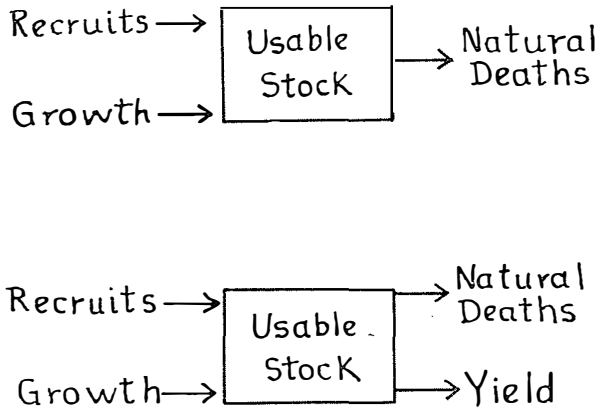 Recruits
Usable
Stock
Natural
Deaths
Growth
Recruits
Usable
Stock
Natural
Deaths
Growth
Yield